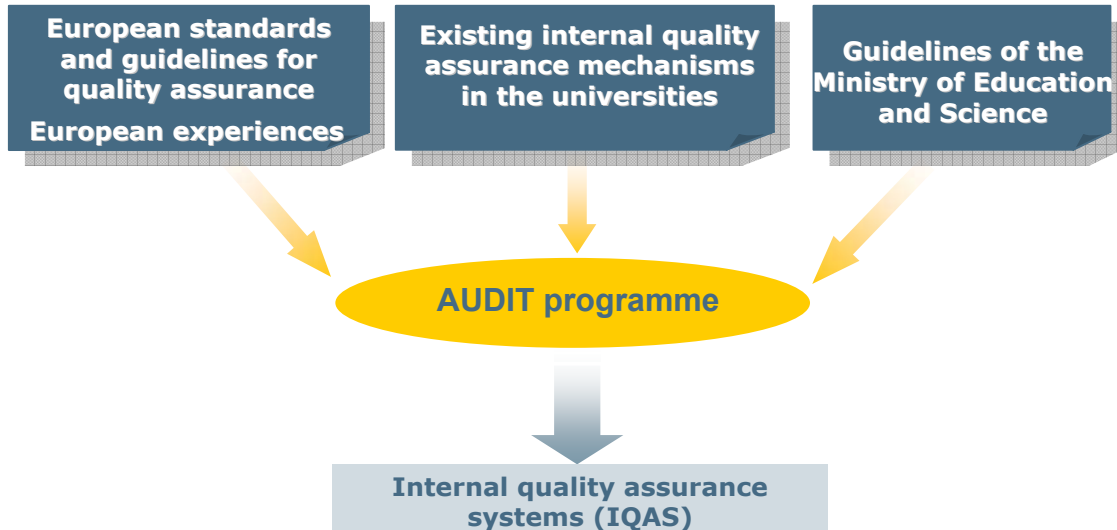 European standards
and guidelines for
quality assurance
European experiences
Existing internal quality
assurance mechanisms
in the universities
Guidelines of the
Ministry of Education
and Science
AUDIT programme
Internal quality assurance
systems (IQAS)